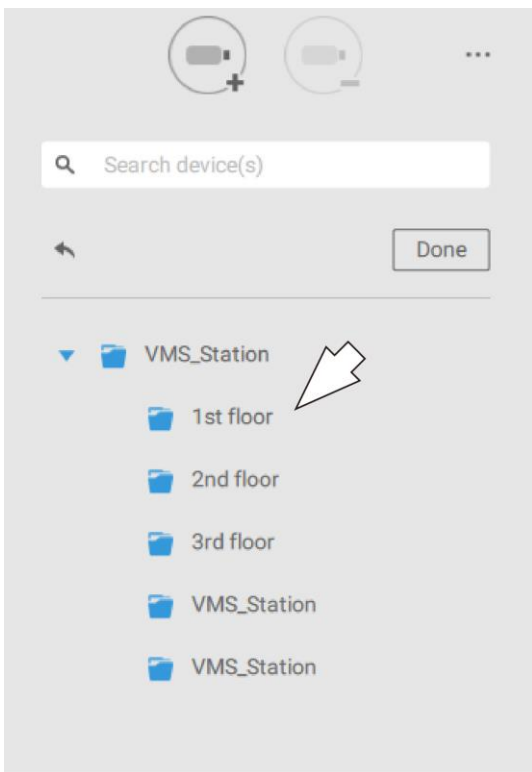 Search device(s)
Done
VMS_Station
1st floor
2nd floor
3rd floor
VMS_Station
VMS_Station